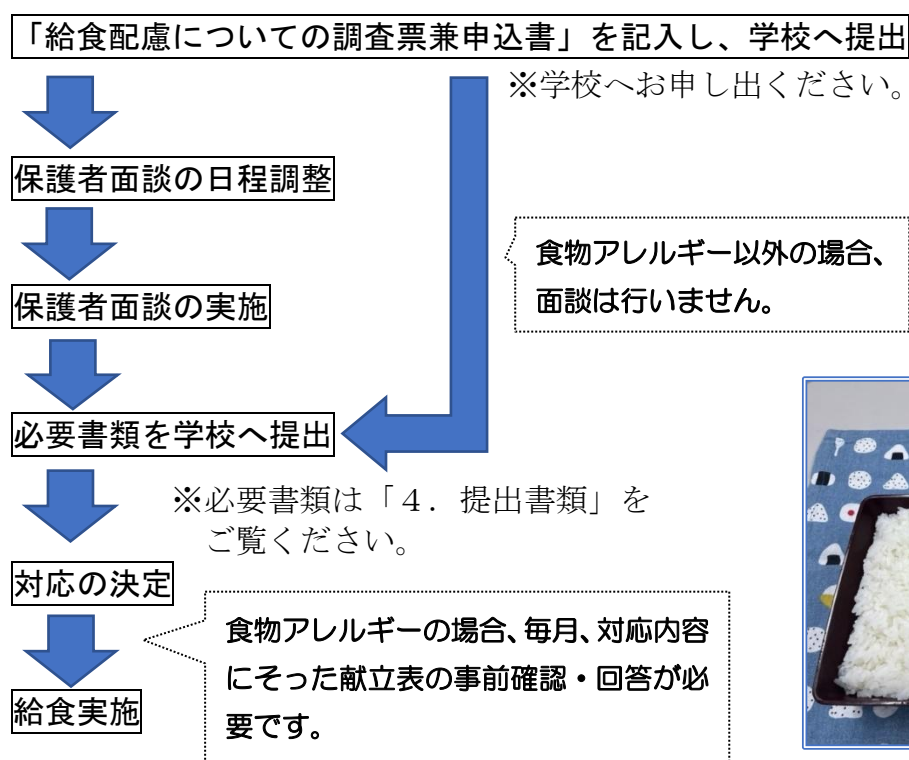 「給食配慮についての調査票兼申込書」を記入し、学校へ提出
※学校へお申し出ください。
保護者面談の日程調整
食物アレルギー以外の場合、
面談は行いません。
保護者面談の実施
必要書類を学校へ提出
※必要書類は「４．提出書類」を
ご覧ください。
対応の決定
食物アレルギーの場合、毎月、対応内容
にそった献立表の事前確認・回答が必
要です。
給食実施